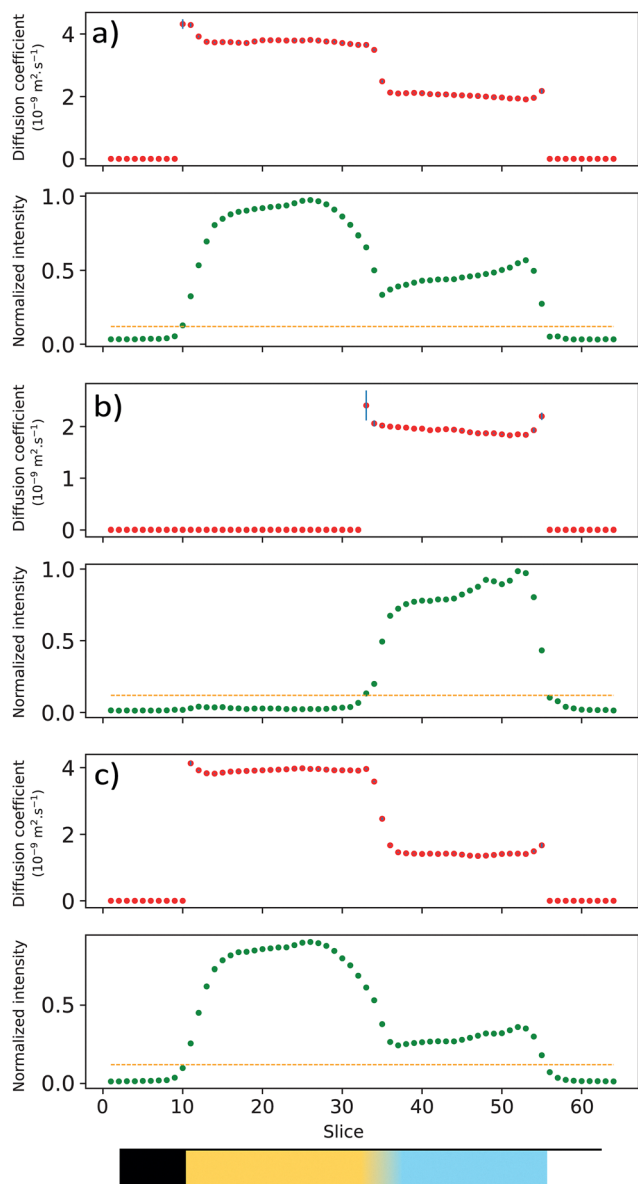 a)
Diffusion coefficient
(10⁻⁹ m².s⁻¹)
4
2
0
Normalized intensity
1.0
0.5
0.0
b)
Diffusion coefficient
(10⁻⁹ m².s⁻¹)
2
1
0
Normalized intensity
1.0
0.5
0.0
c)
Diffusion coefficient
(10⁻⁹ m².s⁻¹)
4
2
0
Normalized intensity
0.5
0.0
0 10 20 30 40 50 60
Slice